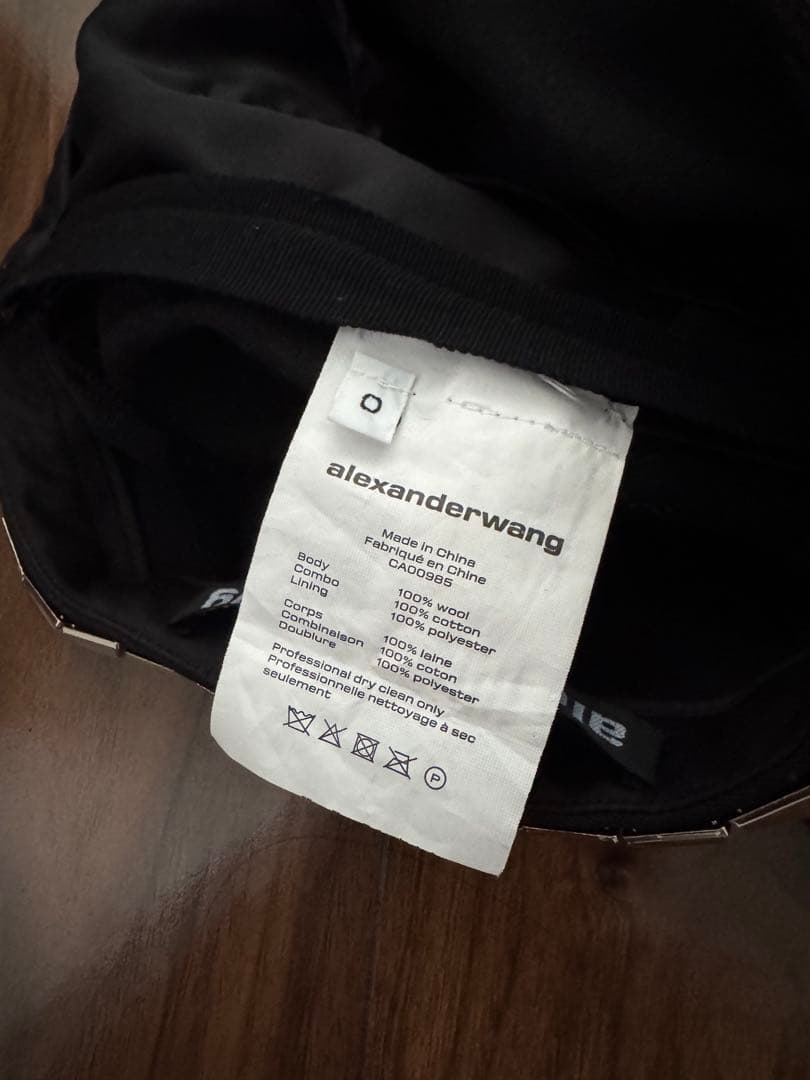 0
alexanderwang
Made in China
Fabriqué en Chine
CA00985
Body 100% wool
Combo 100% cotton
Lining 100% polyester
Corps 100% laine
Combinaison 100% coton
Doublure 100% polyester
Professional dry clean only
Professionnelle nettoyage à sec
seulement
P